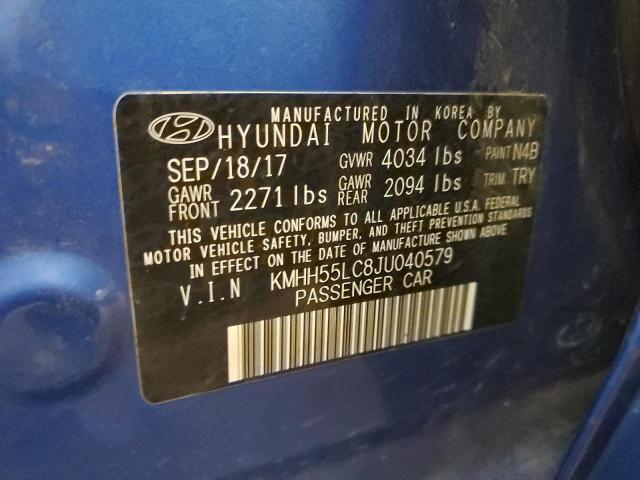 MANUFACTURED IN KOREA BY
HYUNDAI MOTOR COMPANY
SEP/18/17 GVWR 4034 lbs PAINT N4B
GAWR FRONT 2271 lbs GAWR REAR 2094 lbs TRIM TRY
THIS VEHICLE CONFORMS TO ALL APPLICABLE U.S.A. FEDERAL
MOTOR VEHICLE SAFETY, BUMPER, AND THEFT PREVENTION STANDARDS
IN EFFECT ON THE DATE OF MANUFACTURE SHOWN ABOVE
V.I.N KMHH55LC8JU040579
PASSENGER CAR